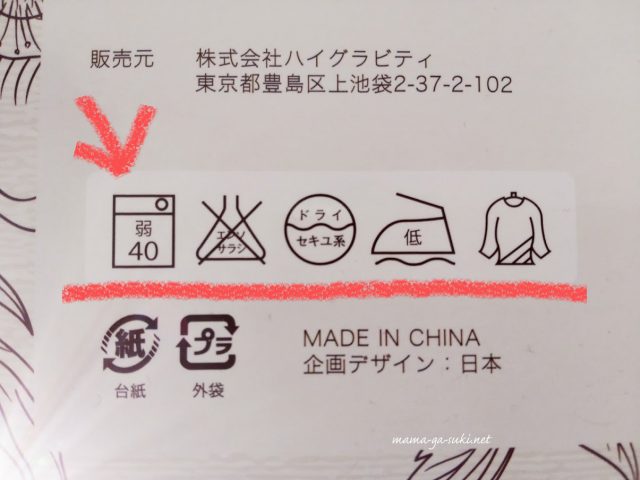 販売元 株式会社ハイグラビティ
東京都豊島区上池袋2-37-2-102
弱
40
エンソ
サラシ
ドライ
セキユ系
低
紙
プラ
台紙
外袋
MADE IN CHINA
企画デザイン：日本
mama-ga-suki.net